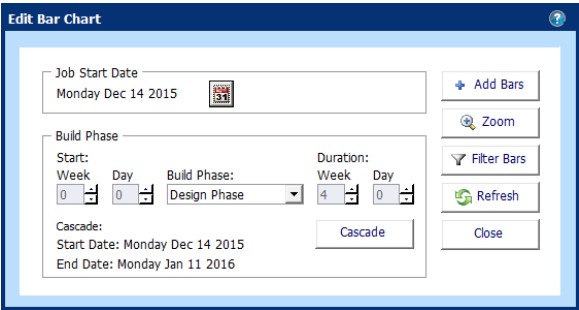 Edit Bar Chart
?
Job Start Date
Monday Dec 14 2015
31
Add Bars
Zoom
Filter Bars
Refresh
Close
Build Phase
Start:
Duration:
Week Day Build Phase: Week Day
0 0 Design Phase 4 0
Cascade:
Start Date: Monday Dec 14 2015
End Date: Monday Jan 11 2016
Cascade